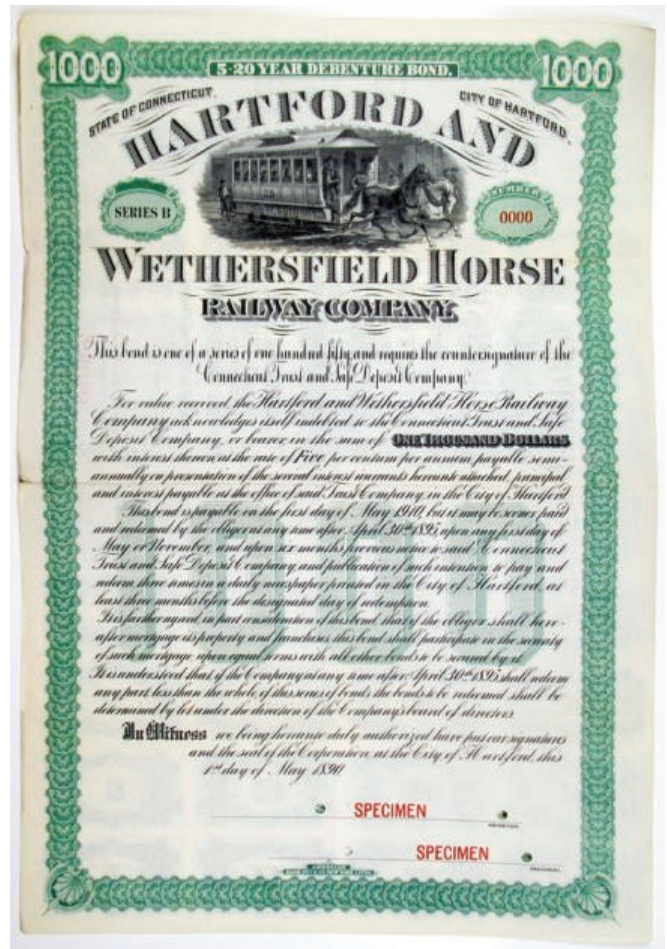 1000
5-20 YEAR DEBENTURE BOND.
1000
STATE OF CONNECTICUT.
CITY OF HARTFORD.
HARTFORD AND
SERIES B
NUMBER
0000
WETHERSFIELD HORSE
RAILWAY COMPANY.
This bond is one of a series of one hundred fifty and requires the countersignature of the
Connecticut Trust and Safe Deposit Company.
For value received, the Hartford and Wethersfield Horse Railway
Company acknowledges itself indebted to the Connecticut Trust and Safe
Deposit Company, or bearer, in the sum of ONE THOUSAND DOLLARS
with interest thereon at the rate of Five per centum per annum, payable semi-
annually on presentation of the several interest warrants hereunto attached, principal
and interest payable at the office of said Trust Company, in the City of Hartford
This bond is payable on the first day of May 1910, but it may be sooner paid
and redeemed by the obligor at any time after April 30th 1895, upon any first day of
May or November, and upon six months previous notice to said Connecticut
Trust and Safe Deposit Company and publication of such intention to pay and
redeem, three times in a daily newspaper printed in the City of Hartford, at
least three months before the designated day of redemption.
It is further agreed, in part consideration of this bond, that if the obligor shall here-
after mortgage its property and franchises, this bond shall participate in the security
of such mortgage, upon equal terms with all other bonds to be secured by it.
It is understood that if the Company at any time after April 30th 1895 shall redeem
any part, less than the whole of this series of bonds, the bonds to be redeemed shall be
determined by lot under the direction of the Company's board of directors.
In Witness we being hereunto duly authorized have put our signatures
and the seal of the Corporation, at the City of Hartford, this
1st day of May 1890.
SPECIMEN
SPECIMEN